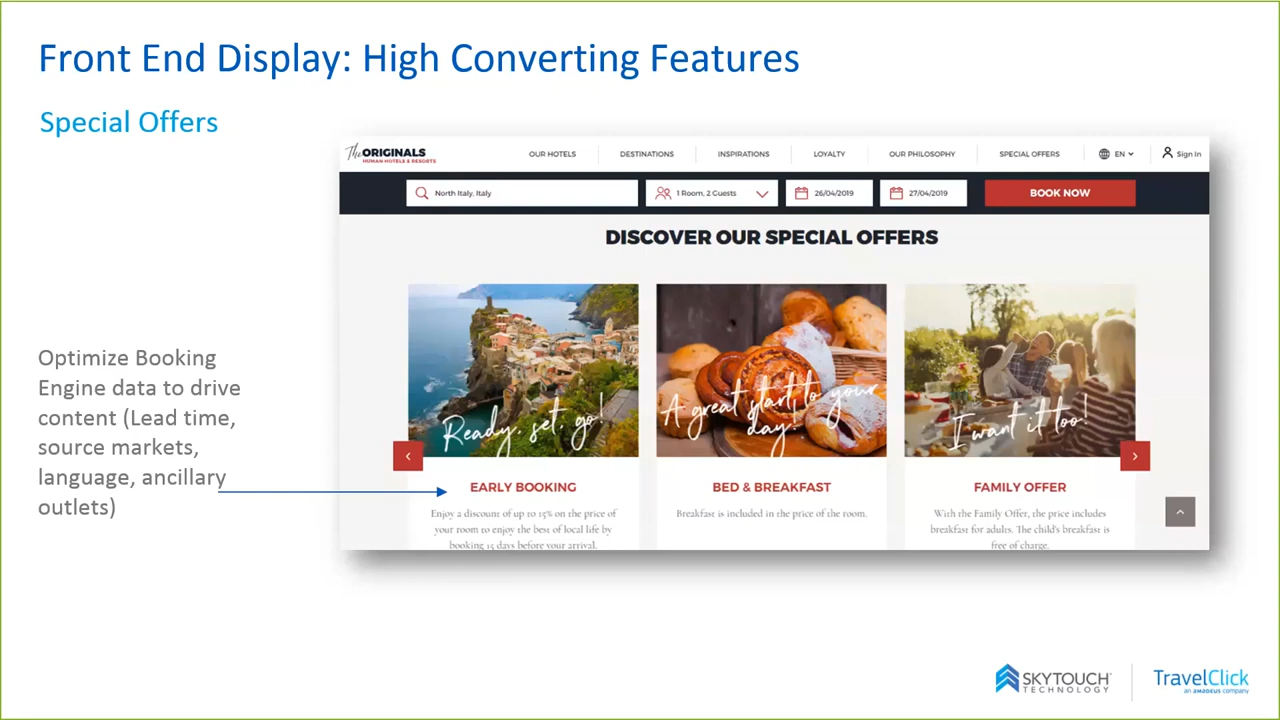 Front End Display: High Converting Features
Special Offers
The ORIGINALS
HUMAN HOTELS & RESORTS
OUR HOTELS
DESTINATIONS
INSPIRATIONS
LOYALTY
OUR PHILOSOPHY
SPECIAL OFFERS
EN
Sign In
North Italy, Italy
1 Room, 2 Guests
26/04/2019
27/04/2019
BOOK NOW
DISCOVER OUR SPECIAL OFFERS
Optimize Booking
Engine data to drive
content (Lead time,
source markets,
language, ancillary
outlets)
Ready, set, go!
EARLY BOOKING
Enjoy a discount of up to 15% on the price of
your room to enjoy the best of local life by
booking 15 days before your arrival.
A great start to your
day!
BED & BREAKFAST
Breakfast is included in the price of the room.
I want it too!
FAMILY OFFER
With the Family Offer, the price includes
breakfast for adults. The child's breakfast is
free of charge.
SKYTOUCH
TECHNOLOGY
TravelClick
an amadeus company